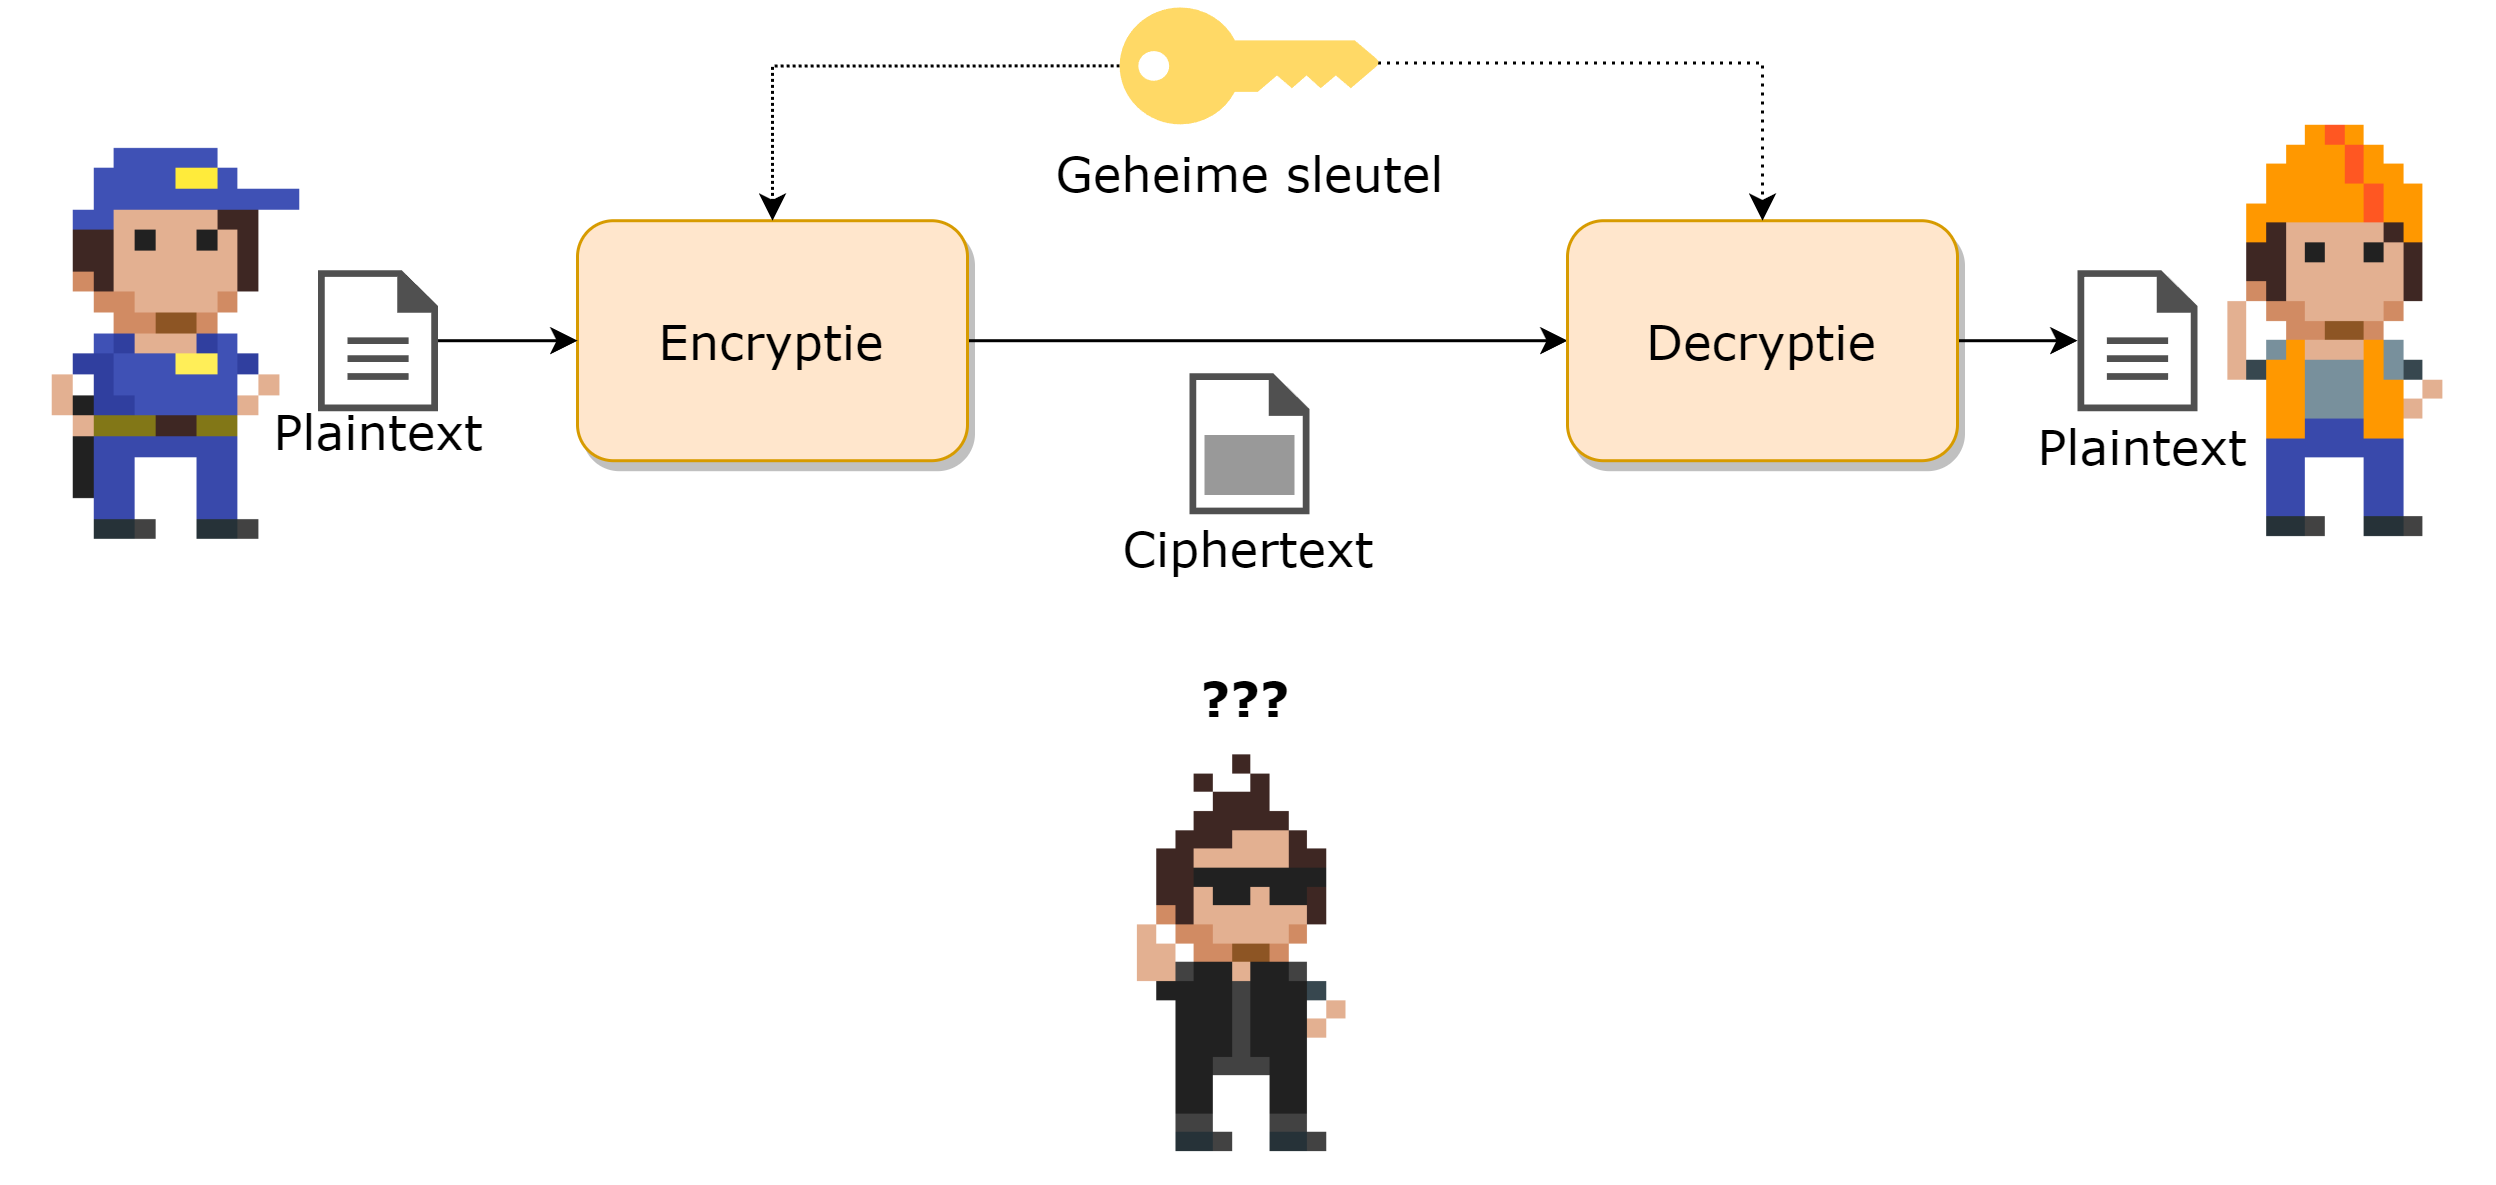 Geheime sleutel
Encryptie
Decryptie
Plaintext
Plaintext
Ciphertext
???